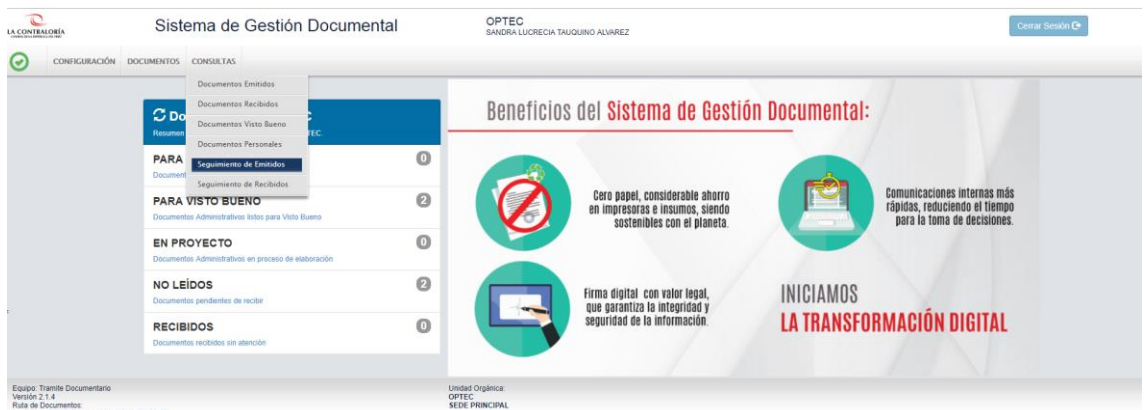 LA CONTRALORÍA
Sistema de Gestión Documental
OPTEC
SANDRA LUCRECIA TAUQUINO ALVAREZ
Cerrar Sesión
CONFIGURACIÓN DOCUMENTOS CONSULTAS
Documentos Emitidos
Documentos Recibidos
Documentos Visto Bueno
Documentos Personales
Seguimiento de Emitidos
Seguimiento de Recibidos
Do C
Resumen TEC.
PARA 0
Document
PARA VISTO BUENO 2
Documentos Administrativos listos para Visto Bueno
EN PROYECTO 0
Documentos Administrativos en proceso de elaboración
NO LEÍDOS 2
Documentos pendientes de recibir
RECIBIDOS 0
Documentos recibidos sin atención
Beneficios del Sistema de Gestión Documental:
Cero papel, considerable ahorro
en impresoras e insumos, siendo
sostenibles con el planeta.
Comunicaciones internas más
rápidas, reduciendo el tiempo
para la toma de decisiones.
Firma digital con valor legal,
que garantiza la integridad y
seguridad de la información.
INICIAMOS
LA TRANSFORMACIÓN DIGITAL
Equipo: Tramite Documentario
Versión 2.1.4
Ruta de Documentos:
Unidad Orgánica:
OPTEC
SEDE PRINCIPAL